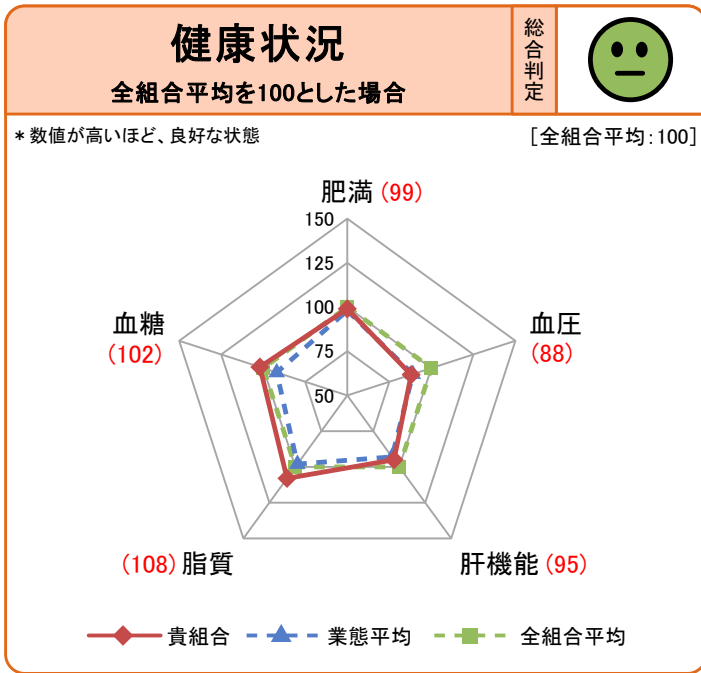 健康状況
全組合平均を100とした場合
総合判定
*数値が高いほど、良好な状態
[全組合平均:100]
肥満(99)
150
125
100
75
50
血糖
(102)
血圧
(88)
(108)脂質
肝機能(95)
貴組合
業態平均
全組合平均